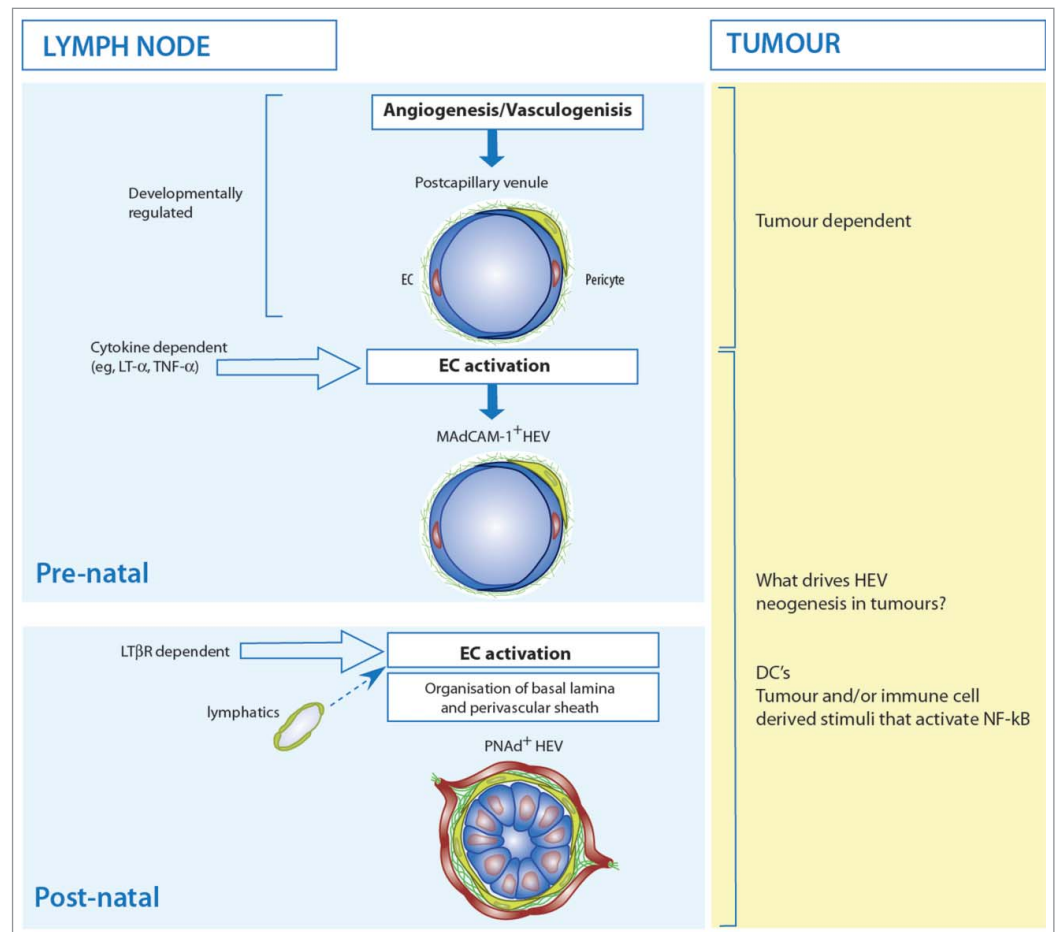 LYMPH NODE
TUMOUR
Angiogenesis/Vasculogenisis
Postcapillary venule
Developmentally
regulated
EC
Pericyte
Tumour dependent
Cytokine dependent
(eg, LT-α, TNF-α)
EC activation
MAdCAM-1⁺HEV
Pre-natal
What drives HEV
neogenesis in tumours?
LTβR dependent
EC activation
Organisation of basal lamina
and perivascular sheath
lymphatics
DC's
Tumour and/or immune cell
derived stimuli that activate NF-kB
PNAd⁺ HEV
Post-natal